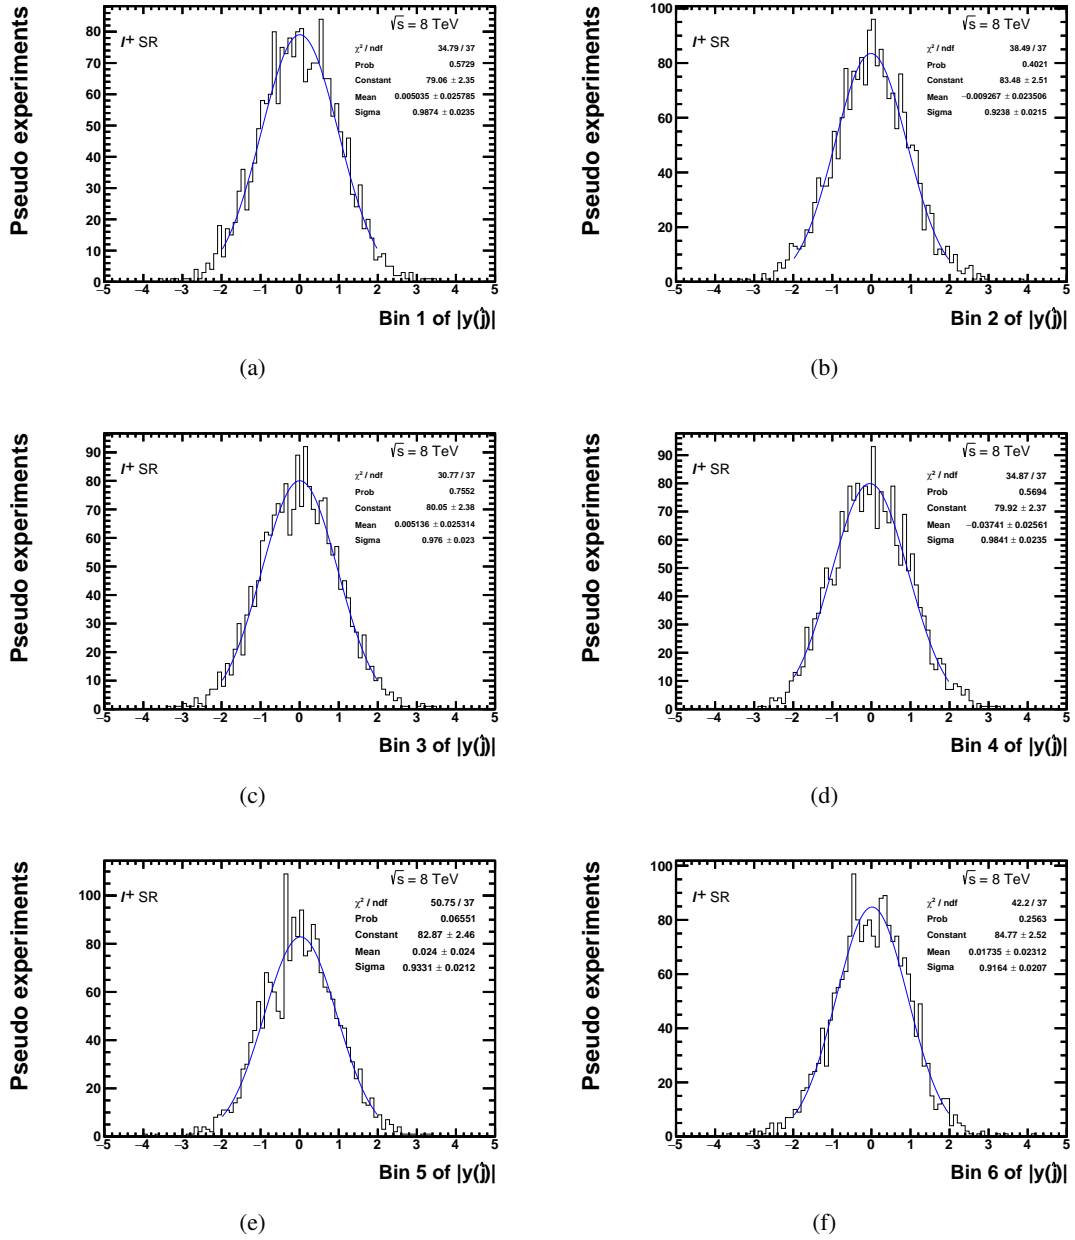 Pseudo experiments
80
70
60
50
40
30
20
10
0
l⁺ SR
√s = 8 TeV
χ² / ndf 34.79 / 37
Prob 0.5729
Constant 79.06 ± 2.35
Mean 0.005035 ± 0.025785
Sigma 0.9874 ± 0.0235
−5 −4 −3 −2 −1 0 1 2 3 4 5
Bin 1 of |y(j)|
(a)
Pseudo experiments
100
80
60
40
20
0
l⁺ SR
√s = 8 TeV
χ² / ndf 38.49 / 37
Prob 0.4021
Constant 83.48 ± 2.51
Mean −0.009267 ± 0.023506
Sigma 0.9238 ± 0.0215
−5 −4 −3 −2 −1 0 1 2 3 4 5
Bin 2 of |y(j)|
(b)
Pseudo experiments
90
80
70
60
50
40
30
20
10
0
l⁺ SR
√s = 8 TeV
χ² / ndf 30.77 / 37
Prob 0.7552
Constant 80.05 ± 2.38
Mean 0.005136 ± 0.025314
Sigma 0.976 ± 0.023
−5 −4 −3 −2 −1 0 1 2 3 4 5
Bin 3 of |y(j)|
(c)
Pseudo experiments
90
80
70
60
50
40
30
20
10
0
l⁺ SR
√s = 8 TeV
χ² / ndf 34.87 / 37
Prob 0.5694
Constant 79.92 ± 2.37
Mean −0.03741 ± 0.02561
Sigma 0.9841 ± 0.0235
−5 −4 −3 −2 −1 0 1 2 3 4 5
Bin 4 of |y(j)|
(d)
Pseudo experiments
100
80
60
40
20
0
l⁺ SR
√s = 8 TeV
χ² / ndf 50.75 / 37
Prob 0.06551
Constant 82.87 ± 2.46
Mean 0.024 ± 0.024
Sigma 0.9331 ± 0.0212
−5 −4 −3 −2 −1 0 1 2 3 4 5
Bin 5 of |y(j)|
(e)
Pseudo experiments
100
80
60
40
20
0
l⁺ SR
√s = 8 TeV
χ² / ndf 42.2 / 37
Prob 0.2563
Constant 84.77 ± 2.52
Mean 0.01735 ± 0.02312
Sigma 0.9164 ± 0.0207
−5 −4 −3 −2 −1 0 1 2 3 4 5
Bin 6 of |y(j)|
(f)